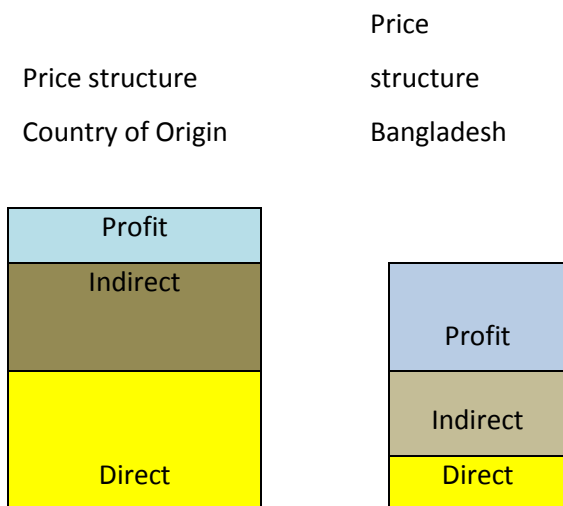 Price structure
Country of Origin
Price
structure
Bangladesh
Profit
Indirect
Direct
Profit
Indirect
Direct